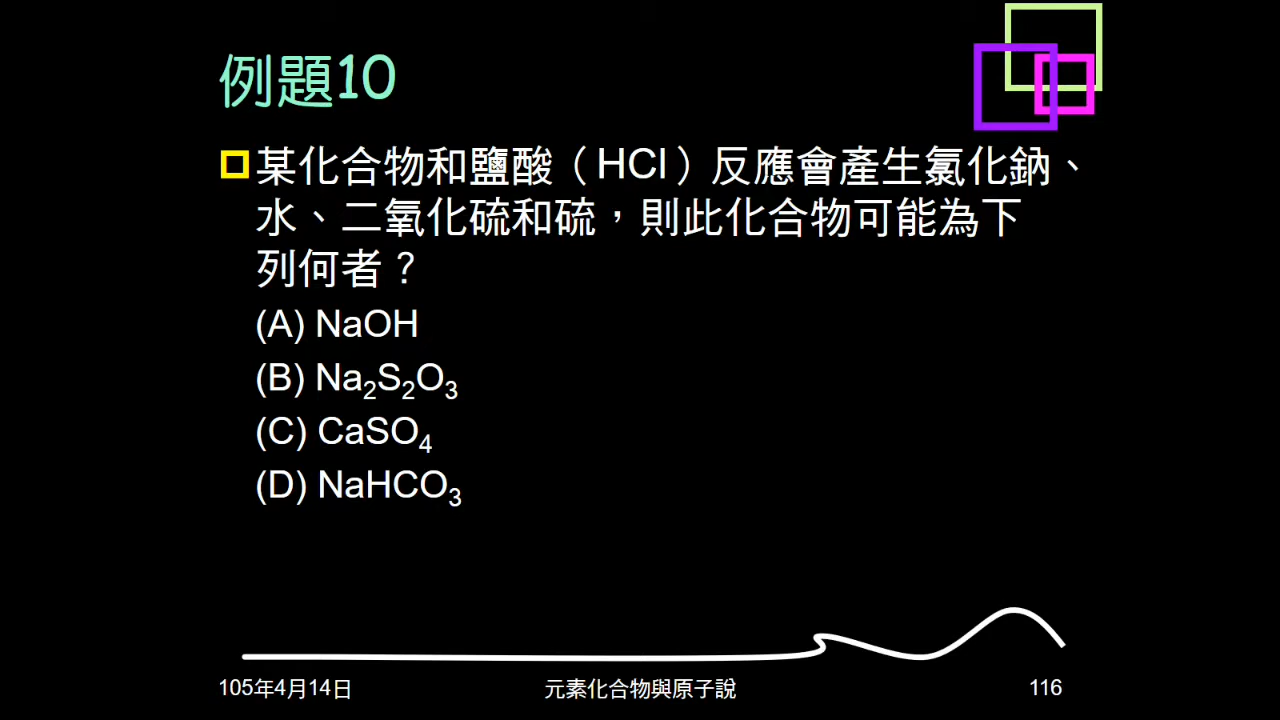 例題10
某化合物和鹽酸（HCl）反應會產生氯化鈉、
水、二氧化硫和硫，則此化合物可能為下
列何者？
(A) NaOH
(B) Na₂S₂O₃
(C) CaSO₄
(D) NaHCO₃
105年4月14日
元素化合物與原子說
116